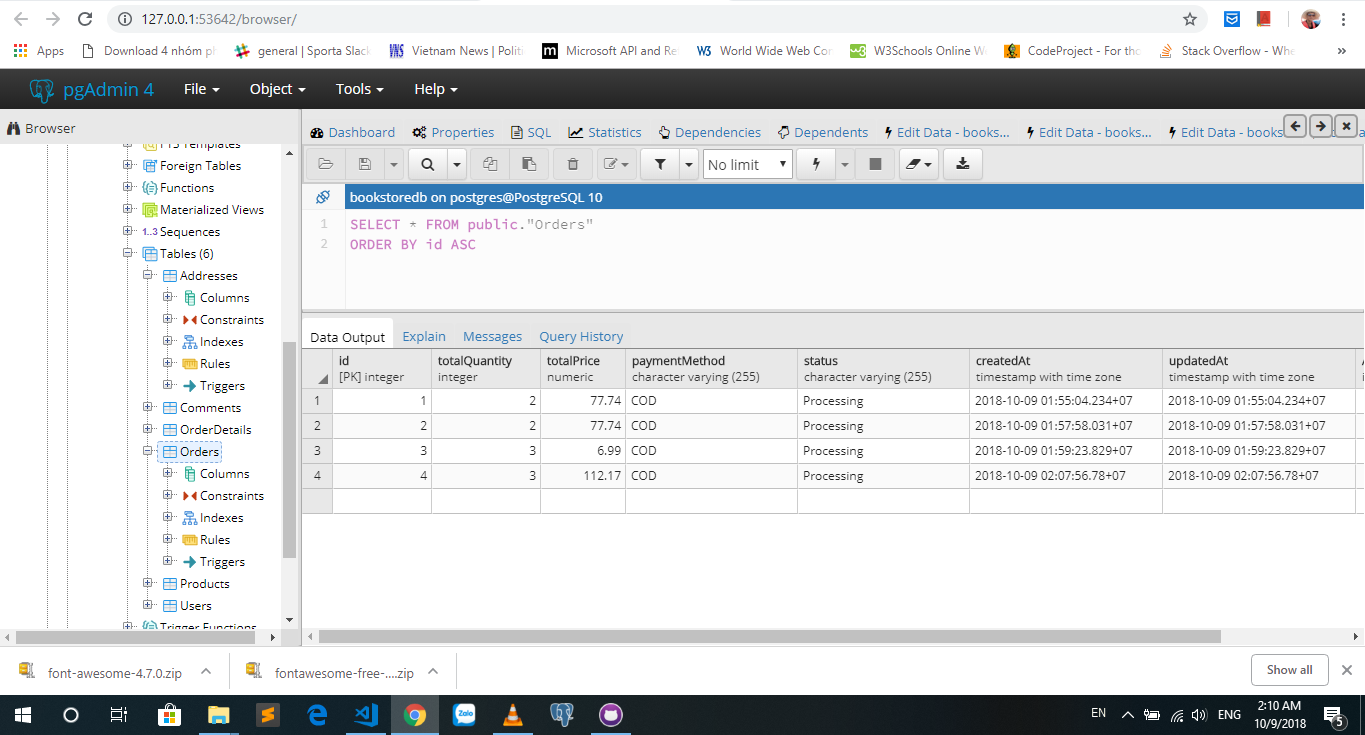 127.0.0.1:53642/browser/
Apps Download 4 nhóm general | Sporta Slack Vietnam News | Politi Microsoft API and Re World Wide Web Con W3Schools Online W CodeProject - For tho Stack Overflow - Whe »
pgAdmin 4 File Object Tools Help
Browser
Dashboard Properties SQL Statistics Dependencies Dependents Edit Data - books... Edit Data - books... Edit Data - books
No limit
bookstoredb on postgres@PostgreSQL 10
1 SELECT * FROM public."Orders"
2 ORDER BY id ASC
FTS Templates
Foreign Tables
Functions
Materialized Views
1..3 Sequences
Tables (6)
Addresses
Columns
Constraints
Indexes
Rules
Triggers
Comments
OrderDetails
Orders
Columns
Constraints
Indexes
Rules
Triggers
Products
Users
Trigger Functions
Data Output Explain Messages Query History
id totalQuantity totalPrice paymentMethod status createdAt updatedAt
[PK] integer integer numeric character varying (255) character varying (255) timestamp with time zone timestamp with time zone
1 1 2 77.74 COD Processing 2018-10-09 01:55:04.234+07 2018-10-09 01:55:04.234+07
2 2 2 77.74 COD Processing 2018-10-09 01:57:58.031+07 2018-10-09 01:57:58.031+07
3 3 3 6.99 COD Processing 2018-10-09 01:59:23.829+07 2018-10-09 01:59:23.829+07
4 4 3 112.17 COD Processing 2018-10-09 02:07:56.78+07 2018-10-09 02:07:56.78+07
font-awesome-4.7.0.zip fontawesome-free-....zip Show all
Zalo EN ENG 2:10 AM
10/9/2018 5